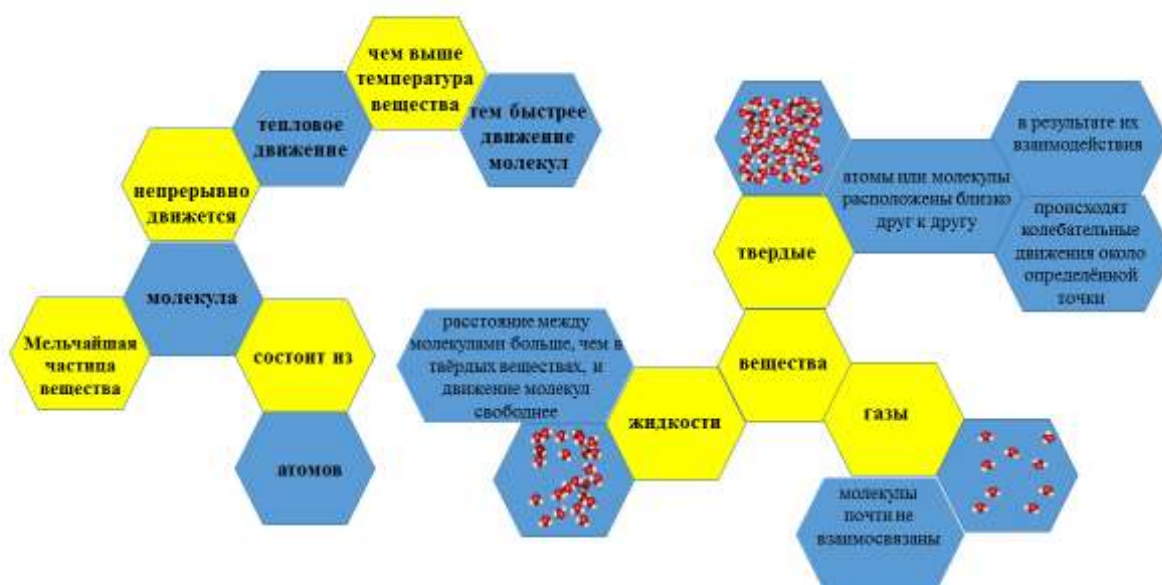 чем выше
температура
вещества
тепловое
движение
тем быстрее
движение
молекул
непрерывно
движется
молекула
Мельчайшая
частица
вещества
состоит из
атомов
в результате их
взаимодействия
атомы или молекулы
расположены близко
друг к другу
происходят
колебательные
движения около
определённой
точки
твердые
расстояние между
молекулами больше, чем в
твёрдых веществах, и
движение молекул
свободнее
вещества
жидкости
газы
молекулы
почти не
взаимосвязаны